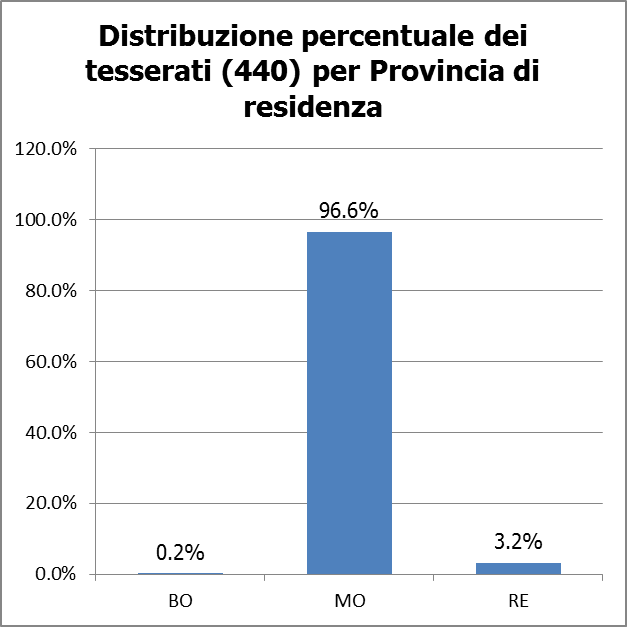 Distribuzione percentuale dei
tesserati (440) per Provincia di
residenza
120.0%
100.0%
80.0%
60.0%
40.0%
20.0%
0.0%
0.2%
96.6%
3.2%
BO
MO
RE